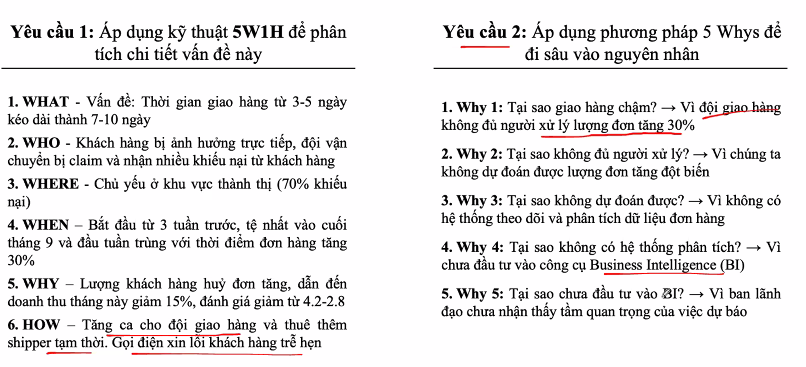 Yêu cầu 1: Áp dụng kỹ thuật 5W1H để phân
tích chi tiết vấn đề này
1. WHAT - Vấn đề: Thời gian giao hàng từ 3-5 ngày
kéo dài thành 7-10 ngày
2. WHO - Khách hàng bị ảnh hưởng trực tiếp, đội vận
chuyển bị claim và nhận nhiều khiếu nại từ khách hàng
3. WHERE - Chủ yếu ở khu vực thành thị (70% khiếu
nại)
4. WHEN – Bắt đầu từ 3 tuần trước, tệ nhất vào cuối
tháng 9 và đầu tuần trùng với thời điểm đơn hàng tăng
30%
5. WHY – Lượng khách hàng huỷ đơn tăng, dẫn đến
doanh thu tháng này giảm 15%, đánh giá giảm từ 4.2-2.8
6. HOW – Tăng ca cho đội giao hàng và thuê thêm
shipper tạm thời. Gọi điện xin lỗi khách hàng trễ hẹn
Yêu cầu 2: Áp dụng phương pháp 5 Whys để
đi sâu vào nguyên nhân
1. Why 1: Tại sao giao hàng chậm? → Vì đội giao hàng
không đủ người xử lý lượng đơn tăng 30%
2. Why 2: Tại sao không đủ người xử lý? → Vì chúng ta
không dự đoán được lượng đơn tăng đột biến
3. Why 3: Tại sao không dự đoán được? → Vì không có
hệ thống theo dõi và phân tích dữ liệu đơn hàng
4. Why 4: Tại sao không có hệ thống phân tích? → Vì
chưa đầu tư vào công cụ Business Intelligence (BI)
5. Why 5: Tại sao chưa đầu tư vào BI? → Vì ban lãnh
đạo chưa nhận thấy tầm quan trọng của việc dự báo